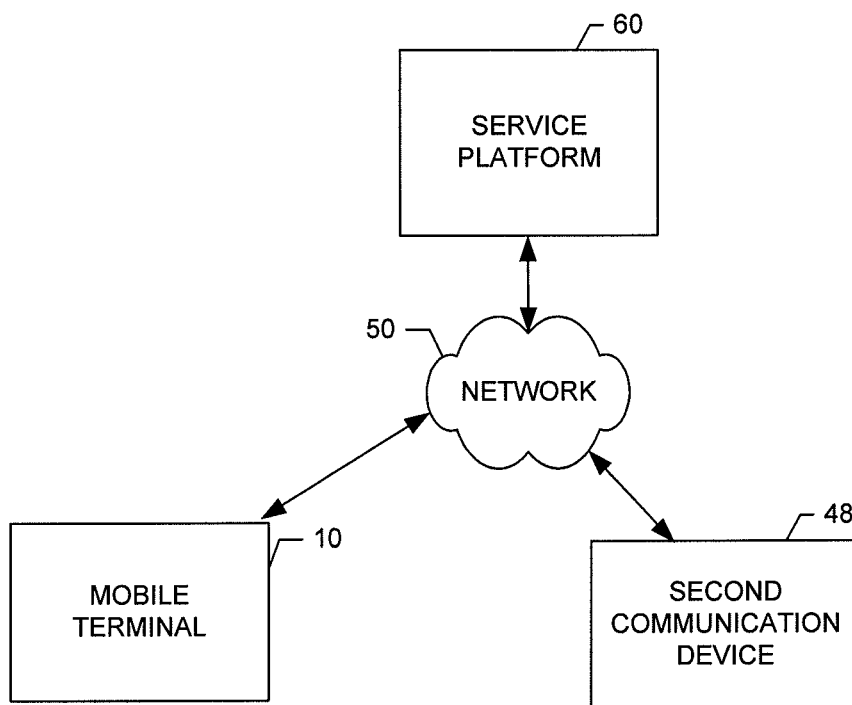 60
SERVICE
PLATFORM
50
NETWORK
10
MOBILE
TERMINAL
48
SECOND
COMMUNICATION
DEVICE